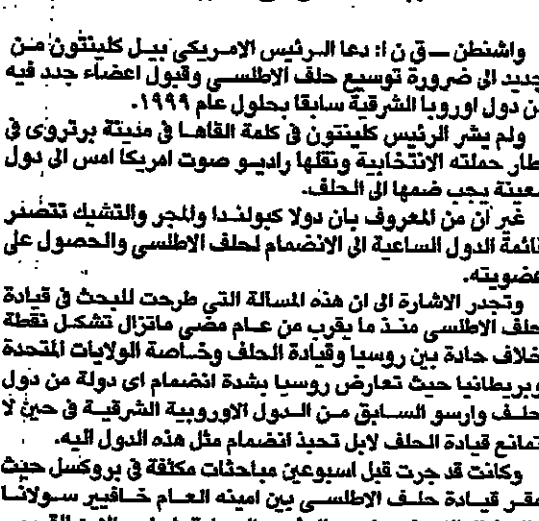 واشنطن — ق ن ا: دعا الرئيس الامريكي بيل كلينتون من
جديد الى ضرورة توسيع حلف الاطلسي وقبول اعضاء جدد فيه
من دول اوروبا الشرقية سابقا بحلول عام ١٩٩٩.
ولم يشر الرئيس كلينتون في كلمة القاها في مدينة برتروى في
طار حملته الانتخابية ونقلها راديو صوت امريكا امس الى دول
معينة يجب ضمها الى الحلف.
غير ان من المعروف بان دولا كبولندا والمجر والتشيك تتصدر
قائمة الدول الساعية الى الانضمام لحلف الاطلسي والحصول على
عضويته.
وتجدر الاشارة الى ان هذه المسالة التي طرحت للبحث في قيادة
حلف الاطلسي منذ ما يقرب من عام مضى ماتزال تشكل نقطة
خلاف حادة بين روسيا وقيادة الحلف وخاصة الولايات المتحدة
وبريطانيا حيث تعارض روسيا بشدة انضمام اى دولة من دول
حلف وارسو السابق من الدول الاوروبية الشرقية في حين لا
تمانع قيادة الحلف لابل تحبذ انضمام مثل هذه الدول اليه.
وكانت قد جرت قبل اسبوعين مباحثات مكثفة في بروكسل حيث
مقر قيادة حلف الاطلسي بين امينه العام خافيير سولانا